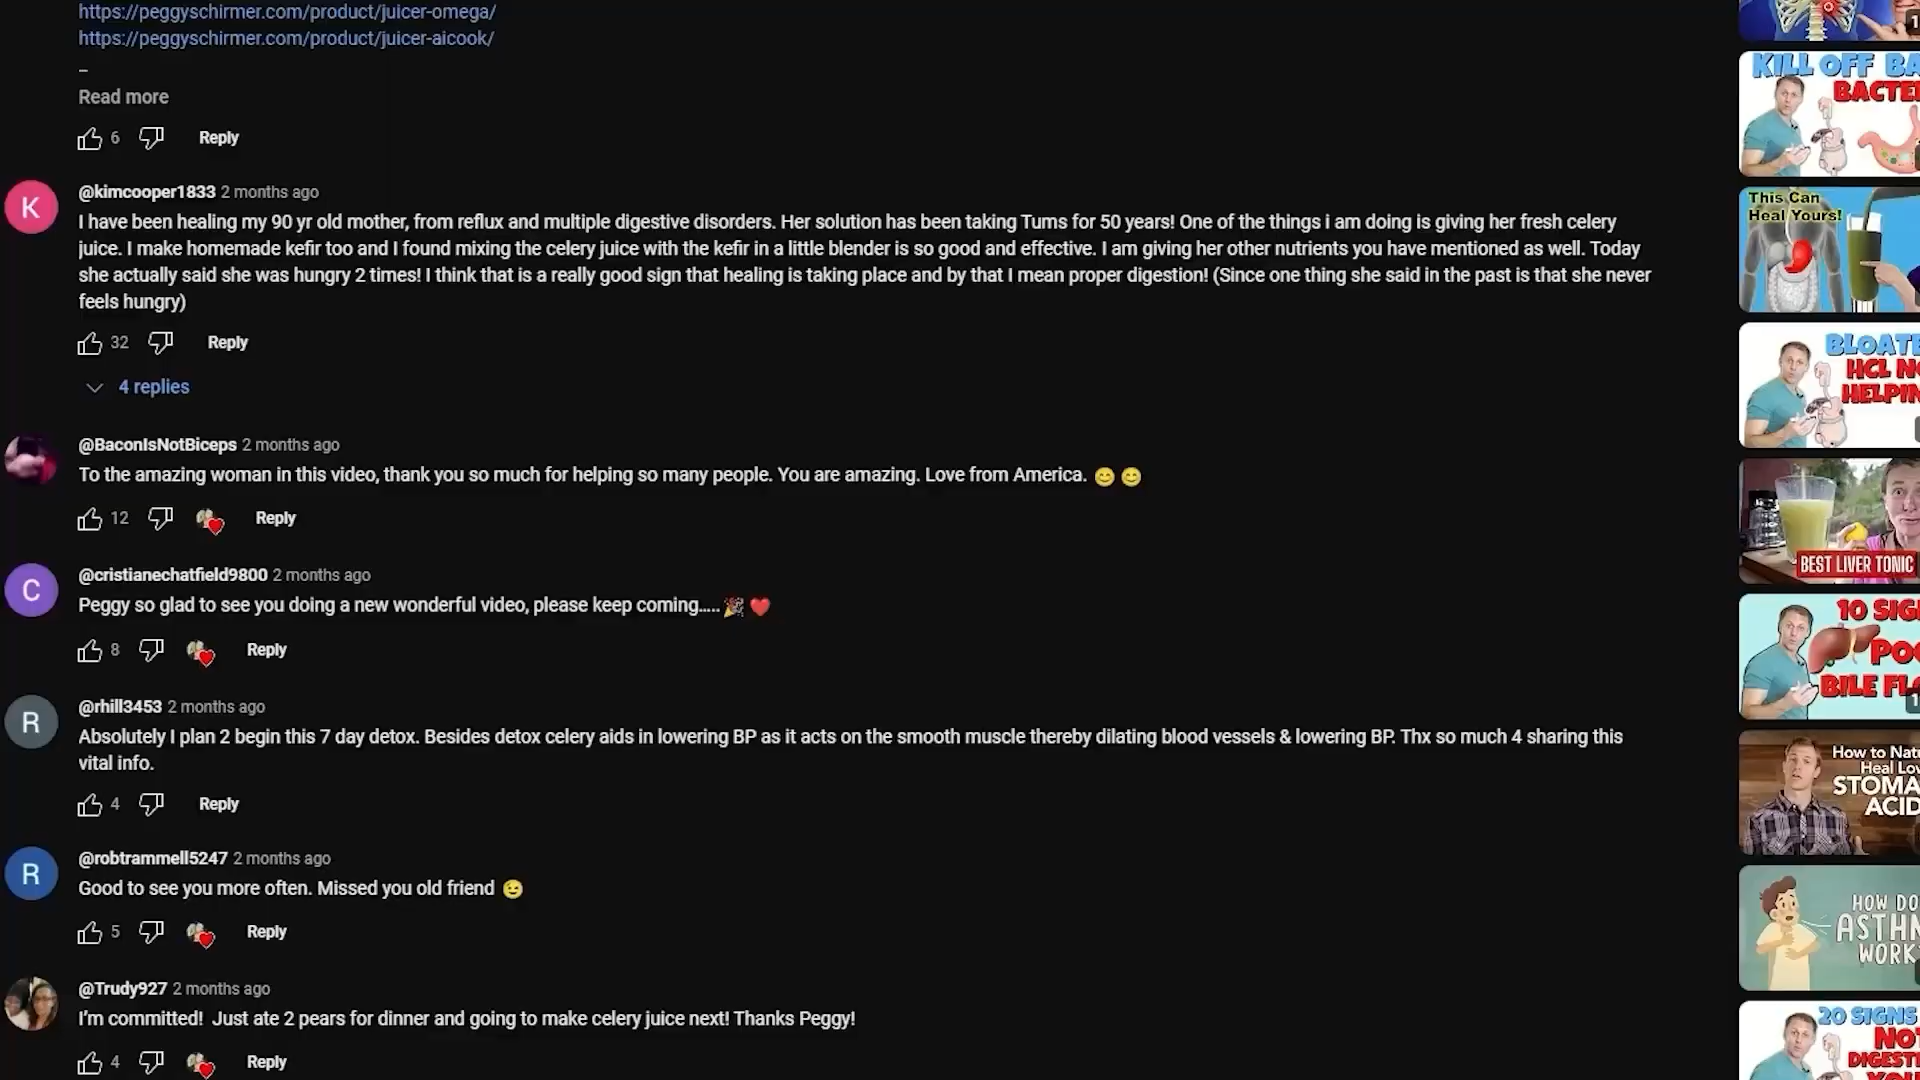 https://peggyschirmer.com/product/juicer-omega/
https://peggyschirmer.com/product/juicer-aicook/
_
Read more
6 Reply
K
@kimcooper1833 2 months ago
I have been healing my 90 yr old mother, from reflux and multiple digestive disorders. Her solution has been taking Tums for 50 years! One of the things i am doing is giving her fresh celery
juice. I make homemade kefir too and I found mixing the celery juice with the kefir in a little blender is so good and effective. I am giving her other nutrients you have mentioned as well. Today
she actually said she was hungry 2 times! I think that is a really good sign that healing is taking place and by that I mean proper digestion! (Since one thing she said in the past is that she never
feels hungry)
32 Reply
4 replies
@BaconIsNotBiceps 2 months ago
To the amazing woman in this video, thank you so much for helping so many people. You are amazing. Love from America. 😊 😊
12 Reply
C
@cristianechatfield9800 2 months ago
Peggy so glad to see you doing a new wonderful video, please keep coming..... 🎉 ❤️
8 Reply
R
@rhill3453 2 months ago
Absolutely I plan 2 begin this 7 day detox. Besides detox celery aids in lowering BP as it acts on the smooth muscle thereby dilating blood vessels & lowering BP. Thx so much 4 sharing this
vital info.
4 Reply
R
@robtrammell5247 2 months ago
Good to see you more often. Missed you old friend 😉
5 Reply
@Trudy927 2 months ago
I'm committed! Just ate 2 pears for dinner and going to make celery juice next! Thanks Peggy!
4 Reply
KILL OFF BA
BACTE
This Can
Heal Yours!
BLOATE
HCL N
HELPIN
BEST LIVER TONIC
10 SIG
POO
BILE FL
How to Nat
Heal Lo
STOMA
ACID
HOW DO
ASTHM
WORK
20 SIGNS
NOT
DIGEST